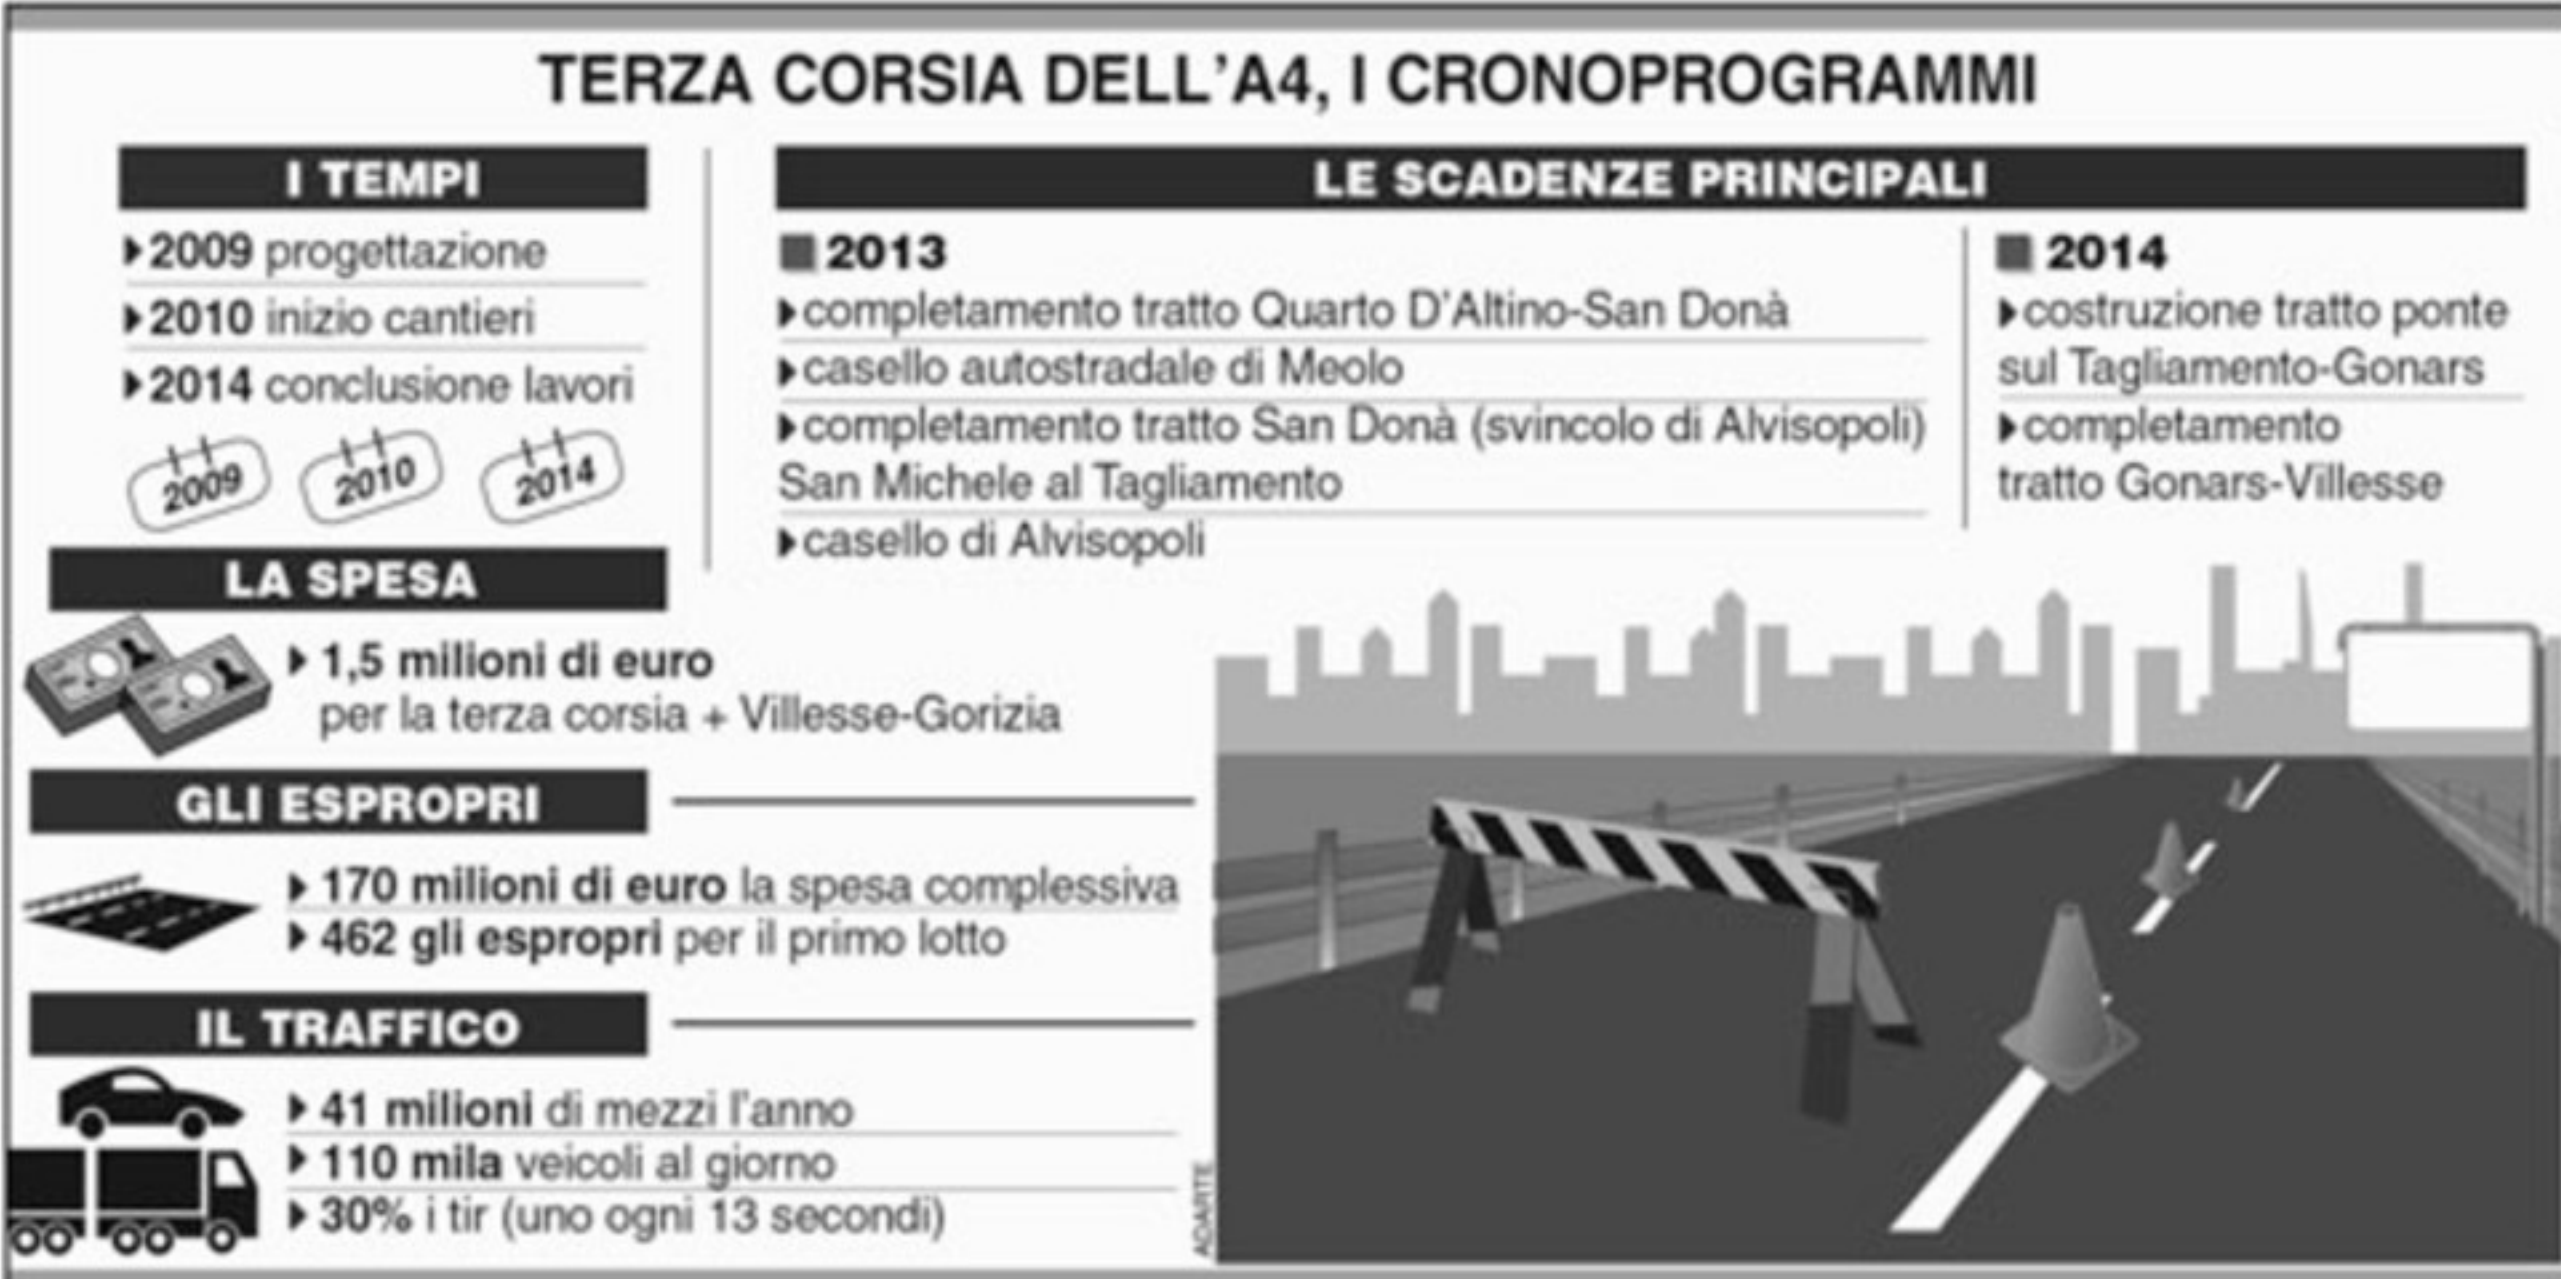 TERZA CORSIA DELL'A4, I CRONOPROGRAMMI
I TEMPI
2009 progettazione
2010 inizio cantieri
2014 conclusione lavori
2009 2010 2014
LE SCADENZE PRINCIPALI
2013
completamento tratto Quarto D'Altino-San Donà
casello autostradale di Meolo
completamento tratto San Donà (svincolo di Alvisopoli)
San Michele al Tagliamento
casello di Alvisopoli
2014
costruzione tratto ponte
sul Tagliamento-Gonars
completamento
tratto Gonars-Villesse
LA SPESA
1,5 milioni di euro
per la terza corsia + Villesse-Gorizia
GLI ESPROPRI
170 milioni di euro la spesa complessiva
462 gli espropri per il primo lotto
IL TRAFFICO
41 milioni di mezzi l'anno
110 mila veicoli al giorno
30% i tir (uno ogni 13 secondi)
ADARTE